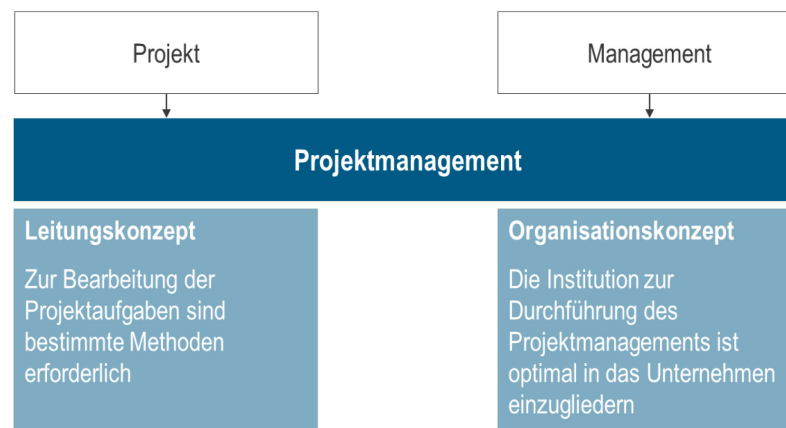 Projekt
Management
Projektmanagement
Leitungskonzept
Zur Bearbeitung der
Projektaufgaben sind
bestimmte Methoden
erforderlich
Organisationskonzept
Die Institution zur
Durchführung des
Projektmanagements ist
optimal in das Unternehmen
einzugliedern